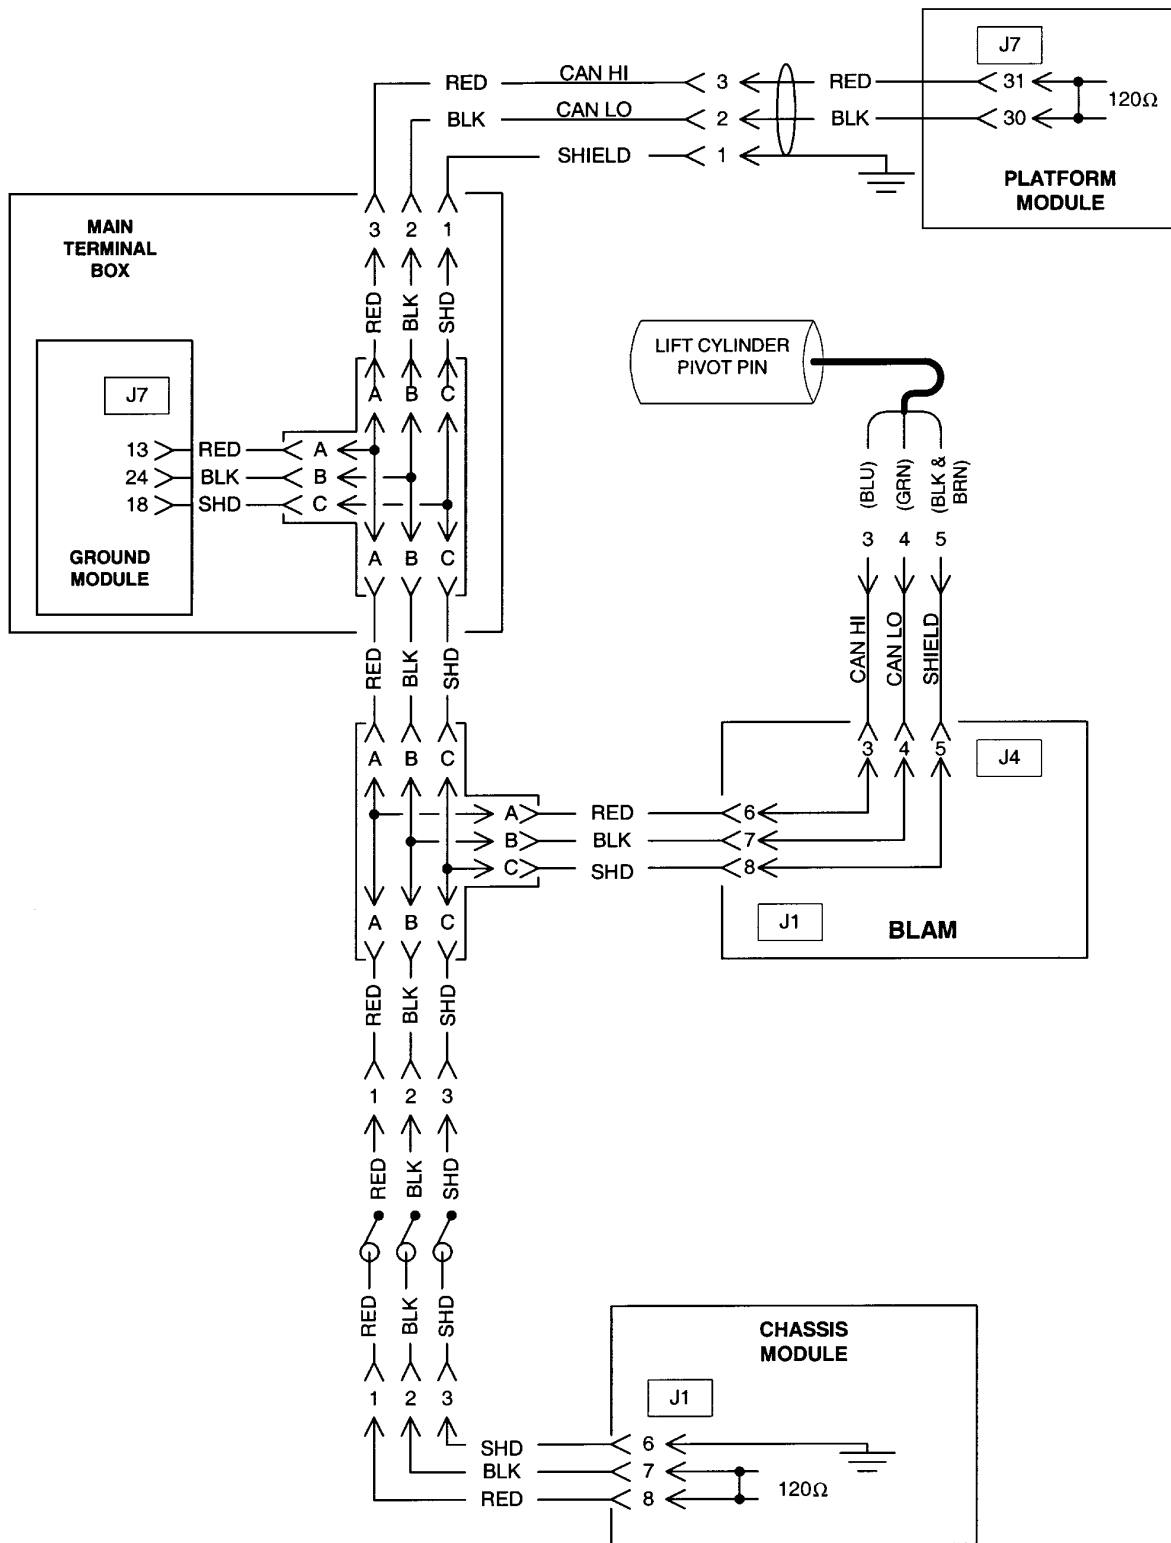 J7
RED CAN HI 3 RED 31
120Ω
BLK CAN LO 2 BLK 30
SHIELD 1
PLATFORM
MODULE
MAIN
TERMINAL
BOX
3 2 1
RED BLK SHD
LIFT CYLINDER
PIVOT PIN
J7
A B C
13 RED A
24 BLK B
18 SHD C
GROUND
MODULE
A B C
(BLU) (GRN) (BLK &
BRN)
3 4 5
CAN HI CAN LO SHIELD
RED BLK SHD
3 4 5
J4
A B C
A RED 6
B BLK 7
C SHD 8
J1
BLAM
A B C
RED BLK SHD
1 2 3
RED BLK SHD
RED BLK SHD
CHASSIS
MODULE
J1
1 2 3
SHD 6
BLK 7
RED 8
120Ω